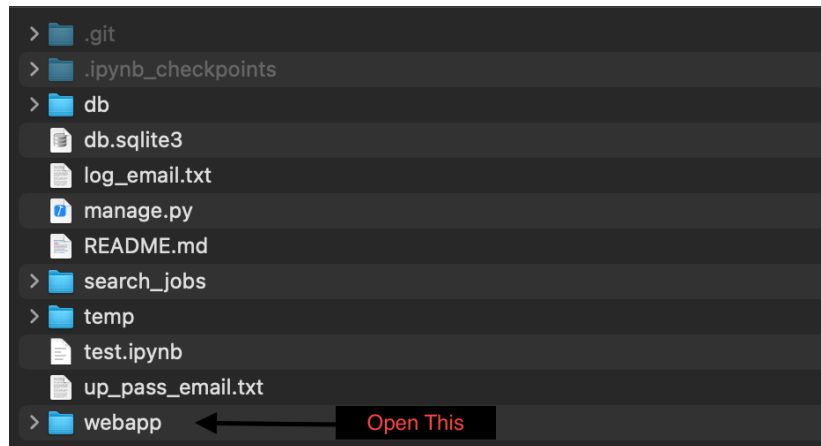 .git
.ipynb_checkpoints
db
db.sqlite3
log_email.txt
manage.py
README.md
search_jobs
temp
test.ipynb
up_pass_email.txt
webapp Open This